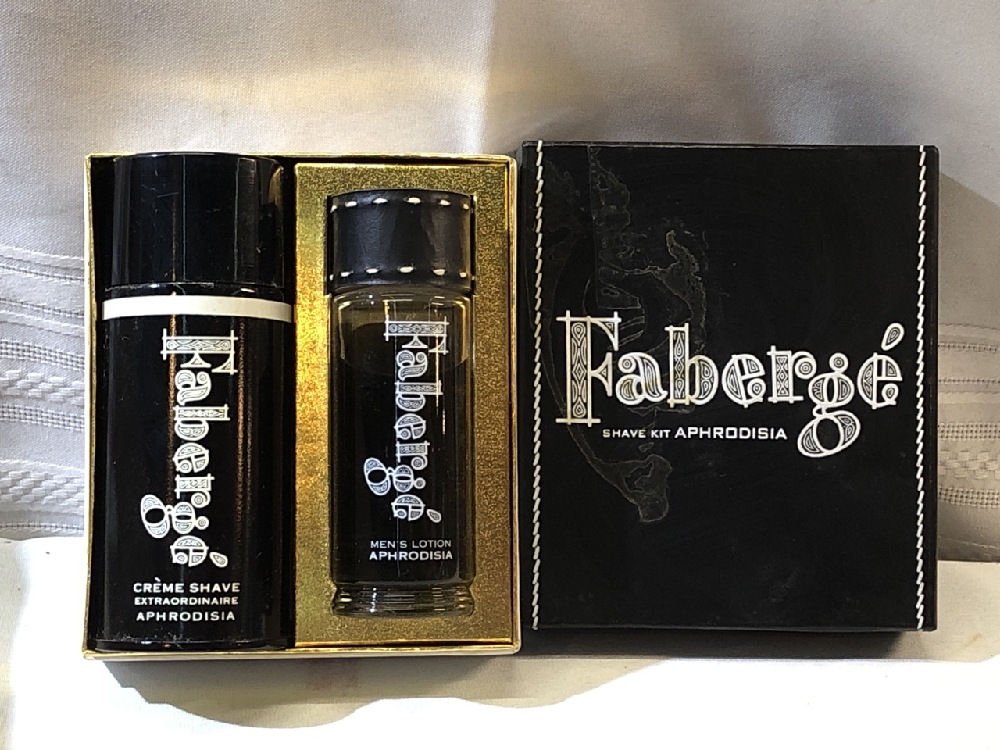 Fabergé
CRÈME SHAVE
EXTRAORDINAIRE
APHRODISIA
Fabergé
MEN'S LOTION
APHRODISIA
Fabergé
SHAVE KIT APHRODISIA